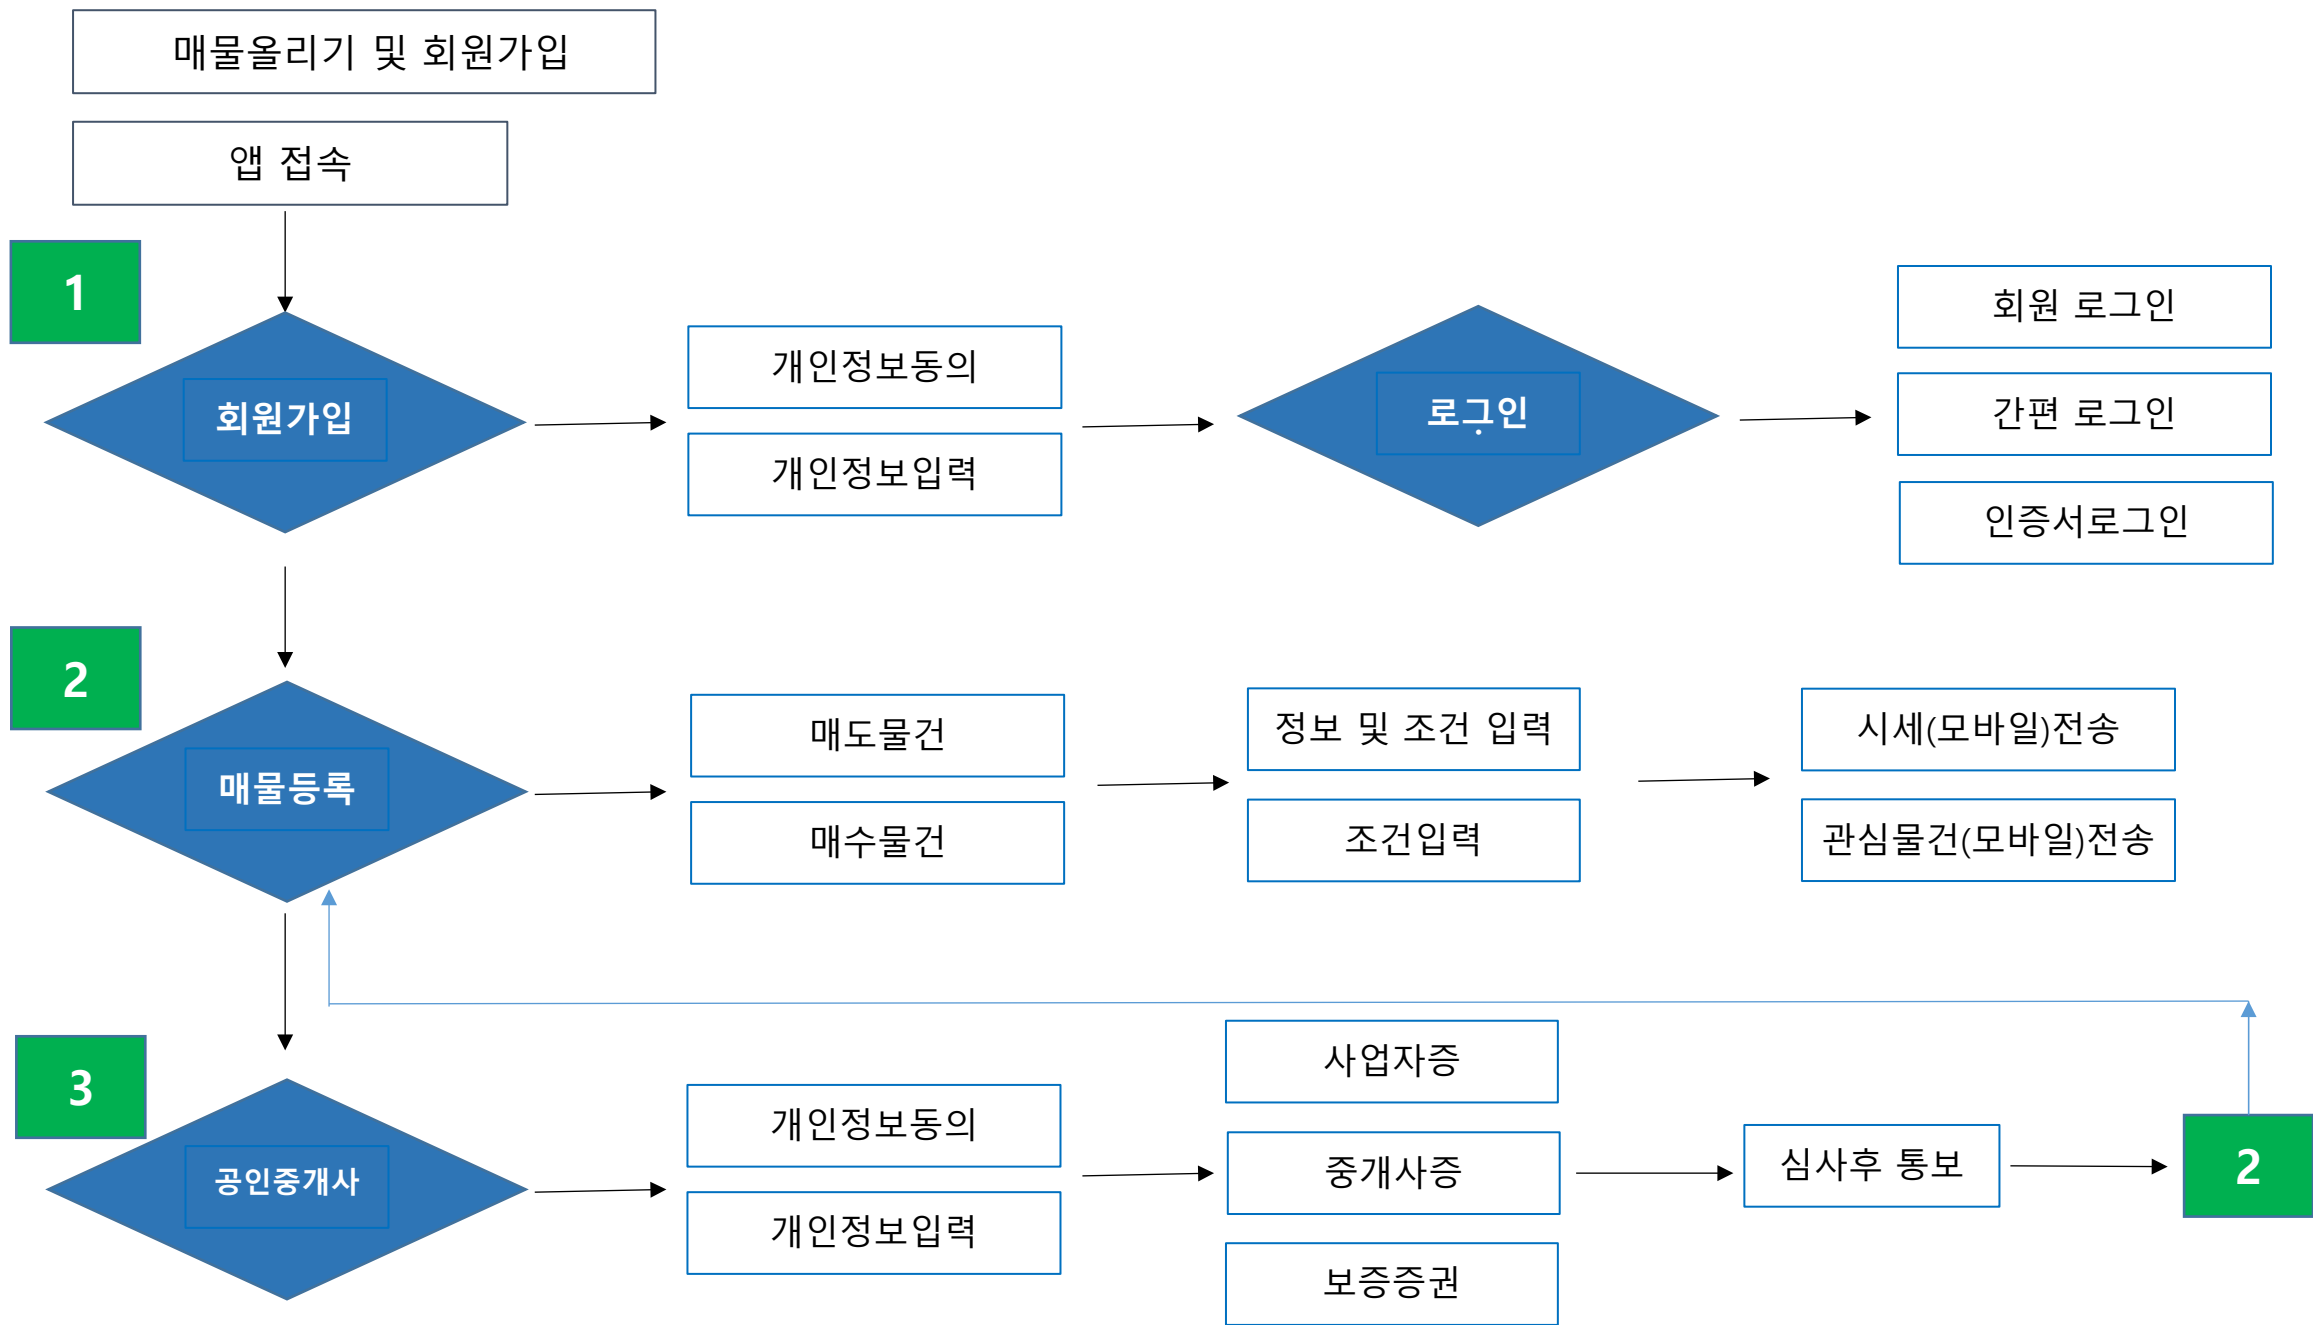 매물올리기 및 회원가입
앱 접속
1
회원가입
개인정보동의
개인정보입력
로그인
회원 로그인
간편 로그인
인증서로그인
2
매물등록
매도물건
매수물건
정보 및 조건 입력
조건입력
시세(모바일)전송
관심물건(모바일)전송
3
공인중개사
개인정보동의
개인정보입력
사업자증
중개사증
보증증권
심사후 통보
2